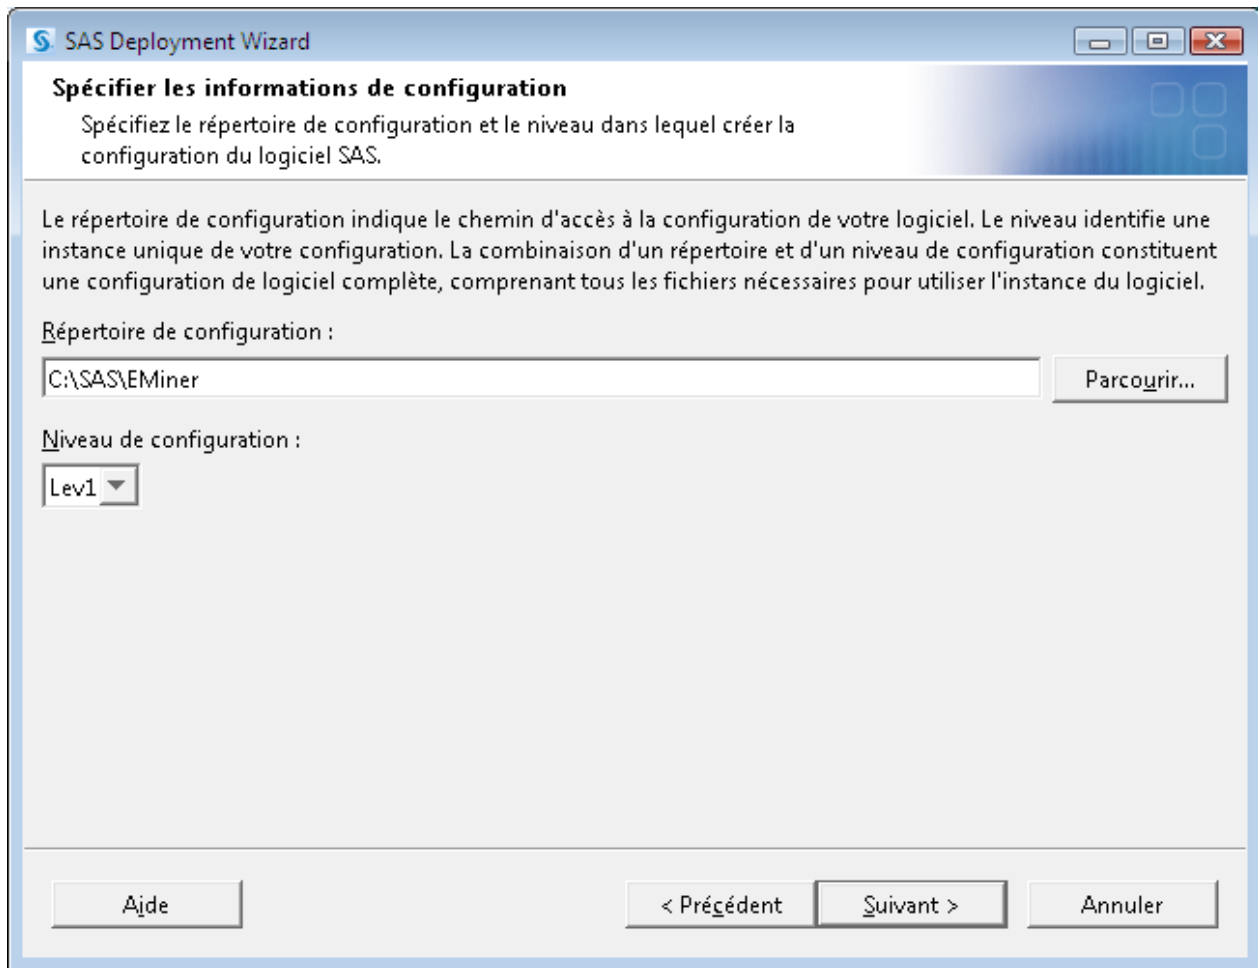 SAS Deployment Wizard
Spécifier les informations de configuration
Spécifiez le répertoire de configuration et le niveau dans lequel créer la
configuration du logiciel SAS.
Le répertoire de configuration indique le chemin d'accès à la configuration de votre logiciel. Le niveau identifie une
instance unique de votre configuration. La combinaison d'un répertoire et d'un niveau de configuration constituent
une configuration de logiciel complète, comprenant tous les fichiers nécessaires pour utiliser l'instance du logiciel.
Répertoire de configuration :
C:\SAS\EMiner
Parcourir...
Niveau de configuration :
Lev1
Aide
< Précédent
Suivant >
Annuler